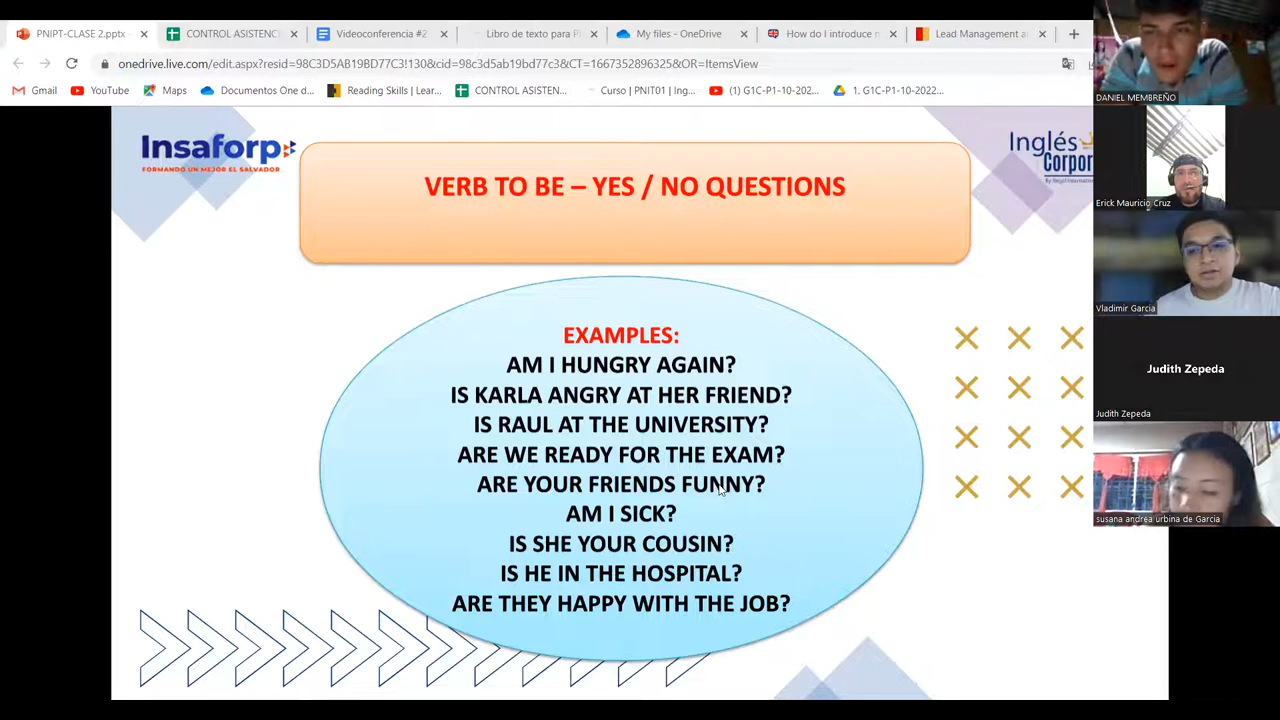 PNIPT-CLASE 2.pptx
CONTROL ASISTENC
Videoconferencia #2
Libro de texto para P
My files - OneDrive
How do I introduce
Lead Management a
onedrive.live.com/edit.aspx?resid=98C3D5AB19BD77C3!130&cid=98c3d5ab19bd77c3&CT=1667352896325&OR=ItemsView
Gmail
YouTube
Maps
Documentos One d...
Reading Skills | Lear...
CONTROL ASISTEN...
Curso | PNIT01 | Ing...
(1) G1C-P1-10-202...
1. G1C-P1-10-2022...
Insaforp
FORMANDO UN MEJOR EL SALVADOR
VERB TO BE – YES / NO QUESTIONS
Inglés
Corpor
EXAMPLES:
AM I HUNGRY AGAIN?
IS KARLA ANGRY AT HER FRIEND?
IS RAUL AT THE UNIVERSITY?
ARE WE READY FOR THE EXAM?
ARE YOUR FRIENDS FUNNY?
AM I SICK?
IS SHE YOUR COUSIN?
IS HE IN THE HOSPITAL?
ARE THEY HAPPY WITH THE JOB?
DANIEL MEMBREÑO
Erick Mauricio Cruz
Vladimir Garcia
Judith Zepeda
Judith Zepeda
susana andrea urbina de Garcia